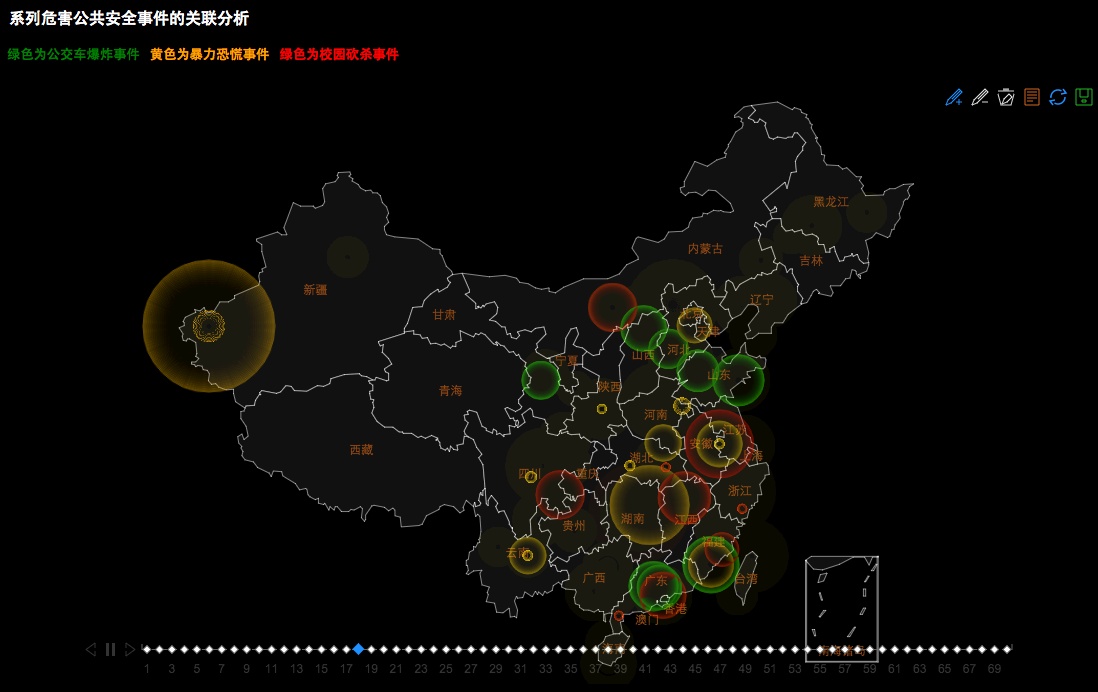 系列危害公共安全事件的关联分析
绿色为公交车爆炸事件 黄色为暴力恐慌事件 绿色为校园砍杀事件
黑龙江
内蒙古
吉林
新疆
辽宁
甘肃
北京
天津
河北
山西
宁夏
山东
陕西
青海
河南
江苏
安徽
西藏
上海
湖北
四川
重庆
浙江
湖南
江西
贵州
福建
云南
广西
广东
台湾
香港
澳门
海南
南海诸岛
1 3 5 7 9 11 13 15 17 19 21 23 25 27 29 31 33 35 37 39 41 43 45 47 49 51 53 55 57 59 61 63 65 67 69